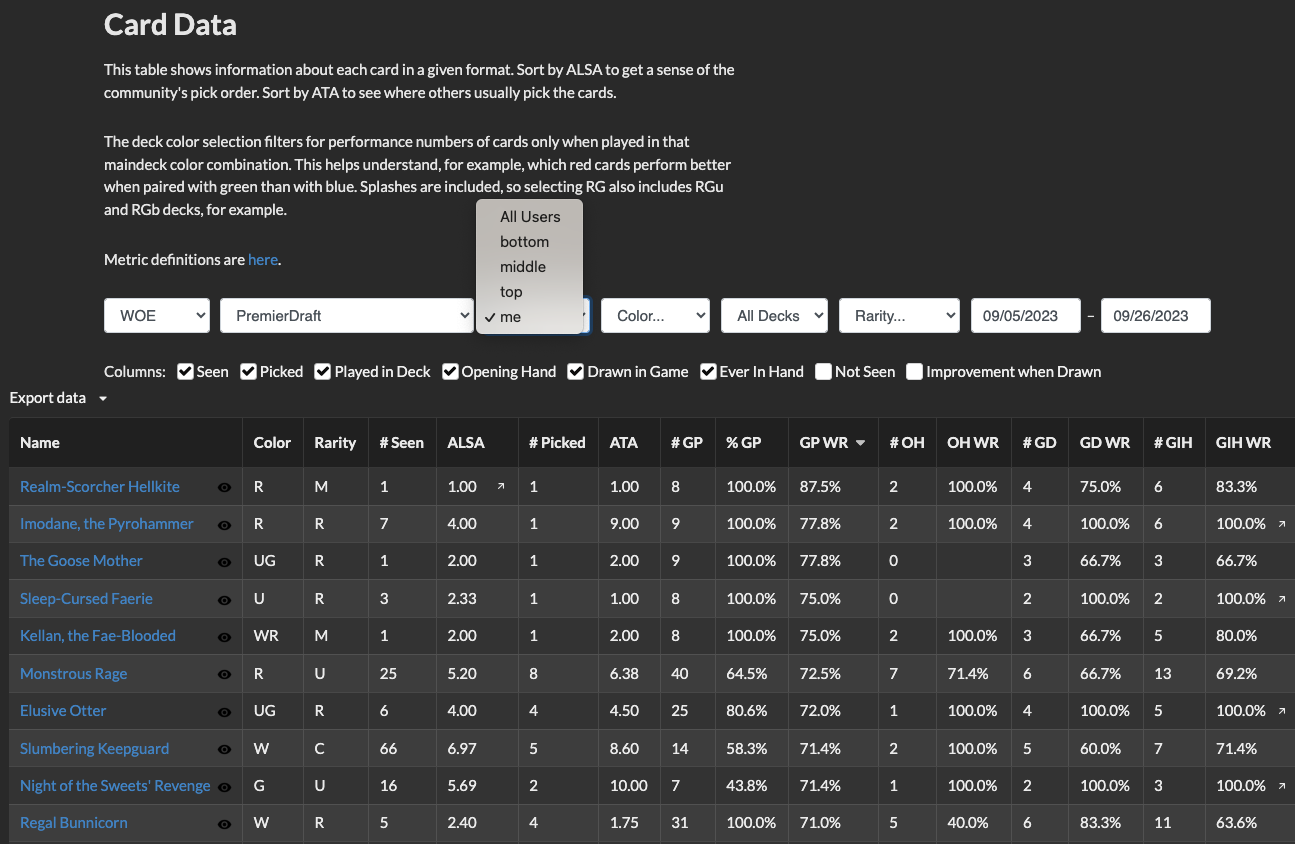 Card Data
This table shows information about each card in a given format. Sort by ALSA to get a sense of the
community's pick order. Sort by ATA to see where others usually pick the cards.
The deck color selection filters for performance numbers of cards only when played in that
maindeck color combination. This helps understand, for example, which red cards perform better
when paired with green than with blue. Splashes are included, so selecting RG also includes RGu
and RGb decks, for example.
Metric definitions are here.
All Users
bottom
middle
top
✓ me
WOE PremierDraft Color... All Decks Rarity... 09/05/2023 – 09/26/2023
Columns: Seen Picked Played in Deck Opening Hand Drawn in Game Ever In Hand Not Seen Improvement when Drawn
Export data
Name Color Rarity # Seen ALSA # Picked ATA # GP % GP GP WR # OH OH WR # GD GD WR # GIH GIH WR
Realm-Scorcher Hellkite R M 1 1.00 1 1.00 8 100.0% 87.5% 2 100.0% 4 75.0% 6 83.3%
Imodane, the Pyrohammer R R 7 4.00 1 9.00 9 100.0% 77.8% 2 100.0% 4 100.0% 6 100.0%
The Goose Mother UG R 1 2.00 1 2.00 9 100.0% 77.8% 0 3 66.7% 3 66.7%
Sleep-Cursed Faerie U R 3 2.33 1 1.00 8 100.0% 75.0% 0 2 100.0% 2 100.0%
Kellan, the Fae-Blooded WR M 1 2.00 1 2.00 8 100.0% 75.0% 2 100.0% 3 66.7% 5 80.0%
Monstrous Rage R U 25 5.20 8 6.38 40 64.5% 72.5% 7 71.4% 6 66.7% 13 69.2%
Elusive Otter UG R 6 4.00 4 4.50 25 80.6% 72.0% 1 100.0% 4 100.0% 5 100.0%
Slumbering Keepguard W C 66 6.97 5 8.60 14 58.3% 71.4% 2 100.0% 5 60.0% 7 71.4%
Night of the Sweets' Revenge G U 16 5.69 2 10.00 7 43.8% 71.4% 1 100.0% 2 100.0% 3 100.0%
Regal Bunnicorn W R 5 2.40 4 1.75 31 100.0% 71.0% 5 40.0% 6 83.3% 11 63.6%